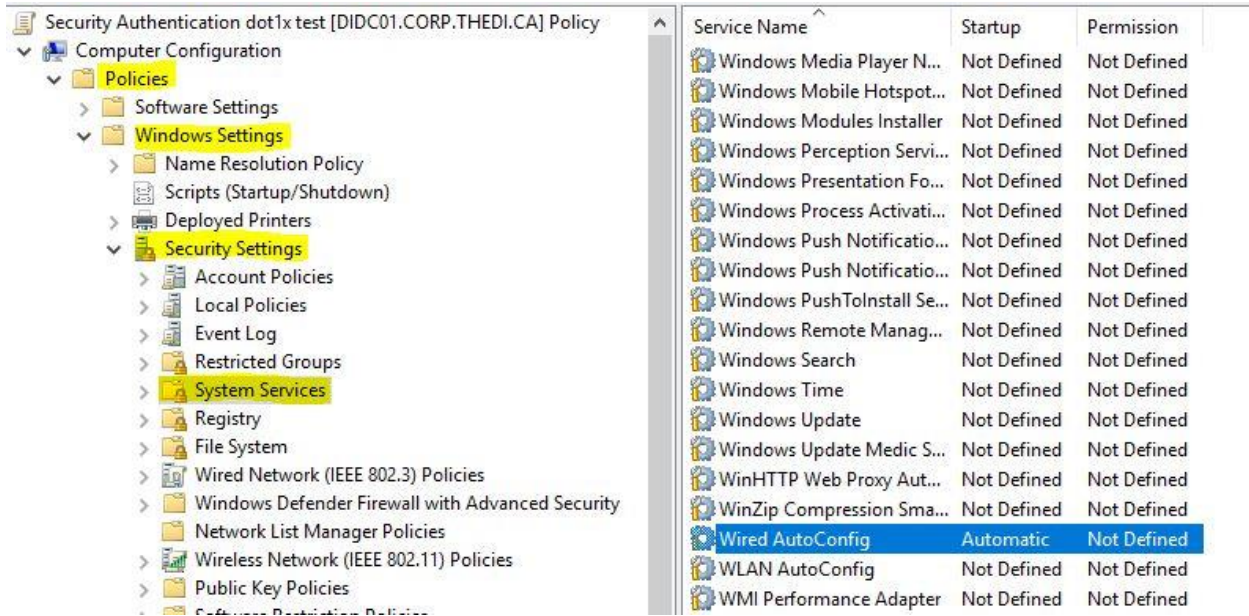 Security Authentication dot1x test [DIDC01.CORP.THEDI.CA] Policy
Computer Configuration
Policies
Software Settings
Windows Settings
Name Resolution Policy
Scripts (Startup/Shutdown)
Deployed Printers
Security Settings
Account Policies
Local Policies
Event Log
Restricted Groups
System Services
Registry
File System
Wired Network (IEEE 802.3) Policies
Windows Defender Firewall with Advanced Security
Network List Manager Policies
Wireless Network (IEEE 802.11) Policies
Public Key Policies
Software Restriction Policies
Service Name Startup Permission
Windows Media Player N... Not Defined Not Defined
Windows Mobile Hotspot... Not Defined Not Defined
Windows Modules Installer Not Defined Not Defined
Windows Perception Servi... Not Defined Not Defined
Windows Presentation Fo... Not Defined Not Defined
Windows Process Activati... Not Defined Not Defined
Windows Push Notificatio... Not Defined Not Defined
Windows Push Notificatio... Not Defined Not Defined
Windows PushToInstall Se... Not Defined Not Defined
Windows Remote Manag... Not Defined Not Defined
Windows Search Not Defined Not Defined
Windows Time Not Defined Not Defined
Windows Update Not Defined Not Defined
Windows Update Medic S... Not Defined Not Defined
WinHTTP Web Proxy Aut... Not Defined Not Defined
WinZip Compression Sma... Not Defined Not Defined
Wired AutoConfig Automatic Not Defined
WLAN AutoConfig Not Defined Not Defined
WMI Performance Adapter Not Defined Not Defined